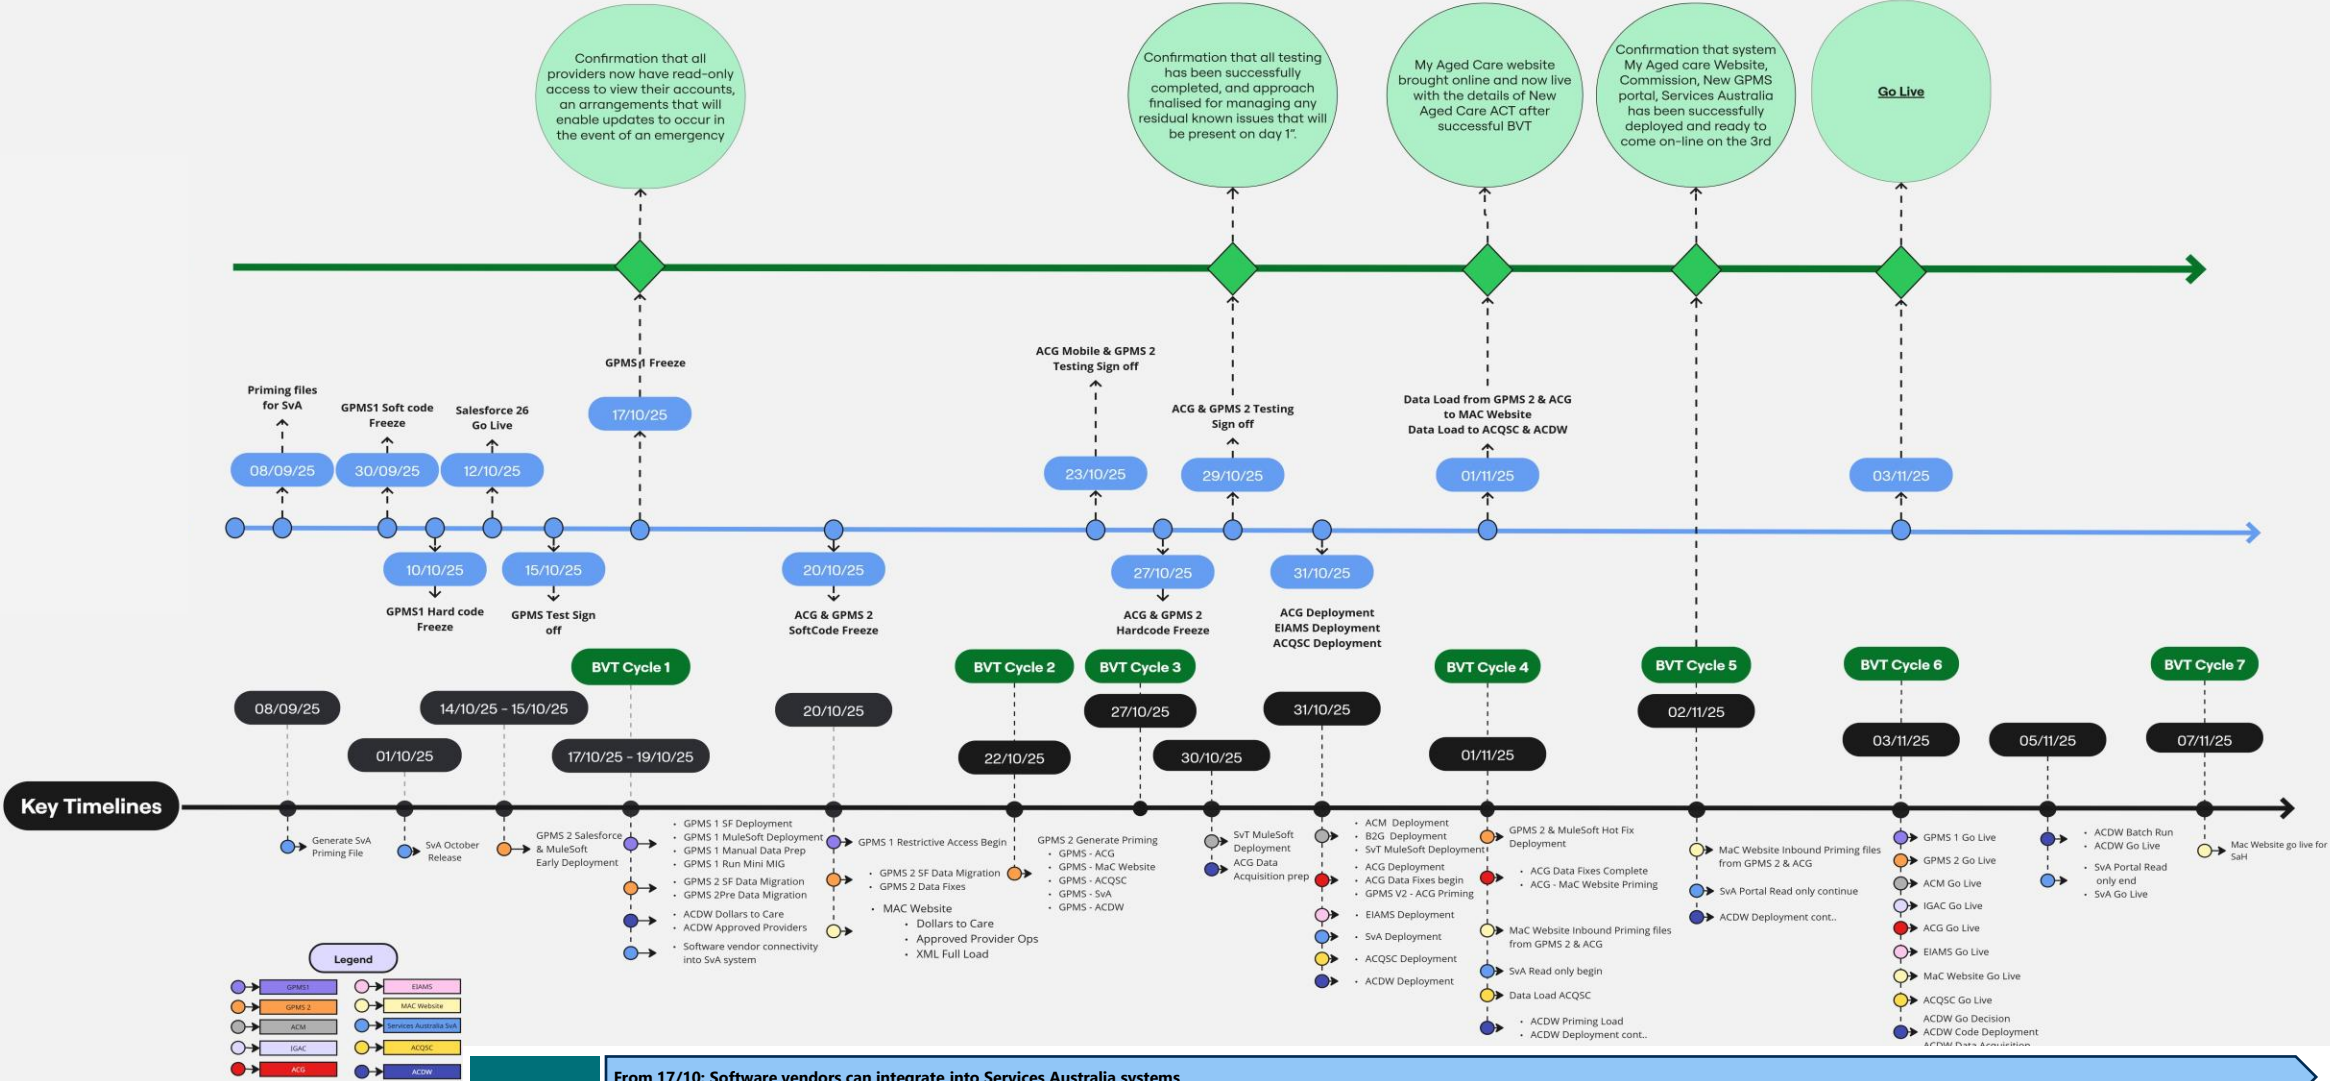 Confirmation that all
providers now have read-only
access to view their accounts,
an arrangements that will
enable updates to occur in
the event of an emergency
Confirmation that all testing
has been successfully
completed, and approach
finalised for managing any
residual known issues that will
be present on day 1”.
My Aged Care website
brought online and now live
with the details of New
Aged Care ACT after
successful BVT
Confirmation that system
My Aged care Website,
Commission, New GPMS
portal, Services Australia
has been successfully
deployed and ready to
come on-line on the 3rd
Go Live
Priming files
for SvA
08/09/25
GPMS1 Soft code
Freeze
30/09/25
Salesforce 26
Go Live
12/10/25
GPMS 1 Freeze
17/10/25
ACG Mobile & GPMS 2
Testing Sign off
23/10/25
ACG & GPMS 2 Testing
Sign off
29/10/25
Data Load from GPMS 2 & ACG
to MAC Website
Data Load to ACQSC & ACDW
01/11/25
03/11/25
10/10/25
GPMS1 Hard code
Freeze
15/10/25
GPMS Test Sign
off
20/10/25
ACG & GPMS 2
SoftCode Freeze
27/10/25
ACG & GPMS 2
Hardcode Freeze
31/10/25
ACG Deployment
EIAMS Deployment
ACQSC Deployment
BVT Cycle 1
BVT Cycle 2
BVT Cycle 3
BVT Cycle 4
BVT Cycle 5
BVT Cycle 6
BVT Cycle 7
08/09/25
01/10/25
14/10/25 - 15/10/25
17/10/25 - 19/10/25
20/10/25
22/10/25
27/10/25
30/10/25
31/10/25
01/11/25
02/11/25
03/11/25
05/11/25
07/11/25
Key Timelines
Generate SvA
Priming File
SvA October
Release
GPMS 2 Salesforce
& MuleSoft
Early Deployment
• GPMS 1 SF Deployment
• GPMS 1 MuleSoft Deployment
• GPMS 1 Manual Data Prep
• GPMS 1 Run Mini MIG
• GPMS 2 SF Data Migration
• GPMS 2Pre Data Migration
• ACDW Dollars to Care
• ACDW Approved Providers
• Software vendor connectivity
into SvA system
GPMS 1 Restrictive Access Begin
• GPMS 2 SF Data Migration
• GPMS 2 Data Fixes
• MAC Website
• Dollars to Care
• Approved Provider Ops
• XML Full Load
GPMS 2 Generate Priming
• GPMS - ACG
• GPMS - MaC Website
• GPMS - ACQSC
• GPMS - SvA
• GPMS - ACDW
SvT MuleSoft
Deployment
ACG Data
Acquisition prep
• ACM Deployment
• B2G Deployment
• SvT MuleSoft Deployment
• ACG Deployment
• ACG Data Fixes begin
• GPMS V2 - ACG Priming
• EIAMS Deployment
• SvA Deployment
• ACQSC Deployment
• ACDW Deployment
GPMS 2 & MuleSoft Hot Fix
Deployment
• ACG Data Fixes Complete
• ACG - MaC Website Priming
MaC Website Inbound Priming files
from GPMS 2 & ACG
SvA Read only begin
Data Load ACQSC
• ACDW Priming Load
• ACDW Deployment cont..
MaC Website Inbound Priming files
from GPMS 2 & ACG
SvA Portal Read only continue
ACDW Deployment cont..
GPMS 1 Go Live
GPMS 2 Go Live
ACM Go Live
IGAC Go Live
ACG Go Live
EIAMS Go Live
MaC Website Go Live
ACQSC Go Live
ACDW Go Decision
ACDW Code Deployment
ACDW Data Acquisition
• ACDW Batch Run
• ACDW Go Live
• SvA Portal Read
only end
• SvA Go Live
Mac Website go live for
SaH
Legend
GPMS1
GPMS 2
ACM
IGAC
ACG
EIAMS
MAC Website
Services Australia SvA
ACQSC
ACDW
From 17/10: Software vendors can integrate into Services Australia systems